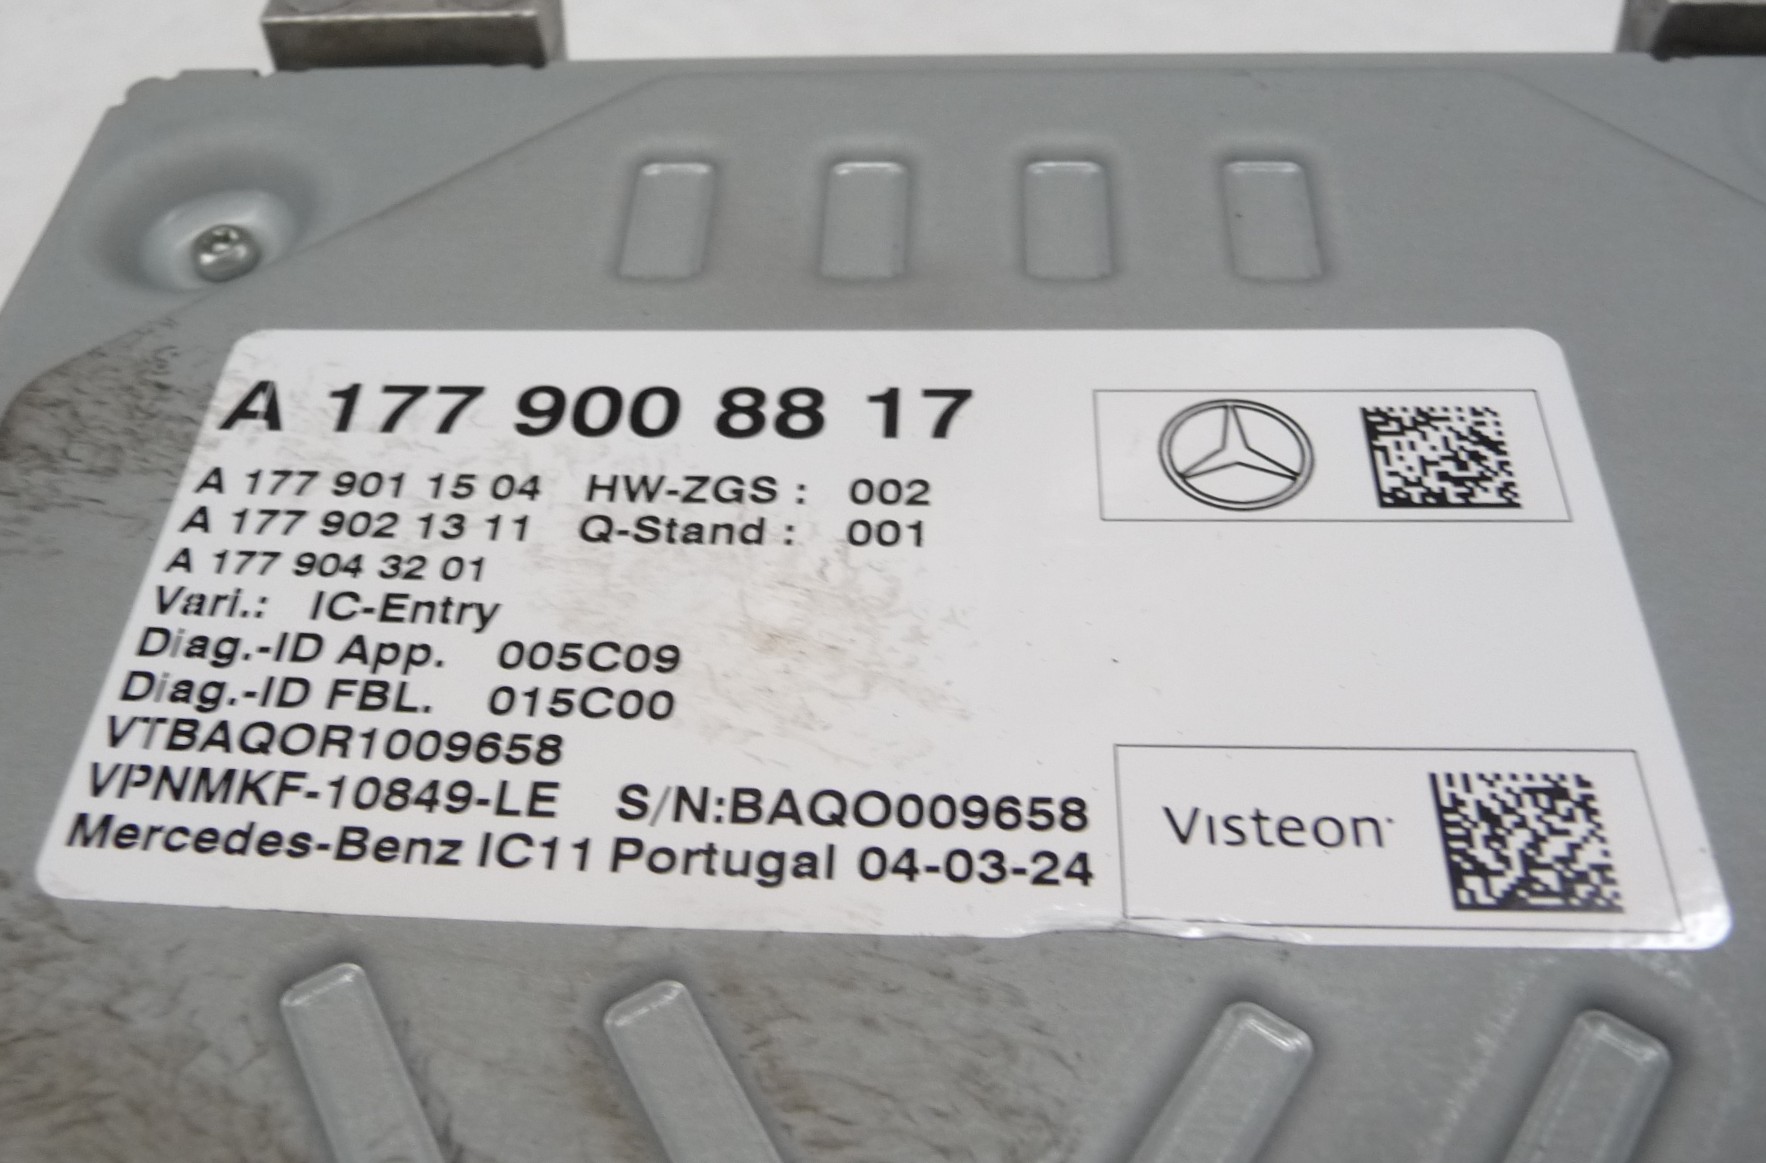 A 177 900 88 17
A 177 901 15 04 HW-ZGS : 002
A 177 902 13 11 Q-Stand : 001
A 177 904 32 01
Vari.: IC-Entry
Diag.-ID App. 005C09
Diag.-ID FBL. 015C00
VTBAQOR1009658
VPNMKF-10849-LE S/N:BAQO009658
Mercedes-Benz IC11 Portugal 04-03-24
Visteon